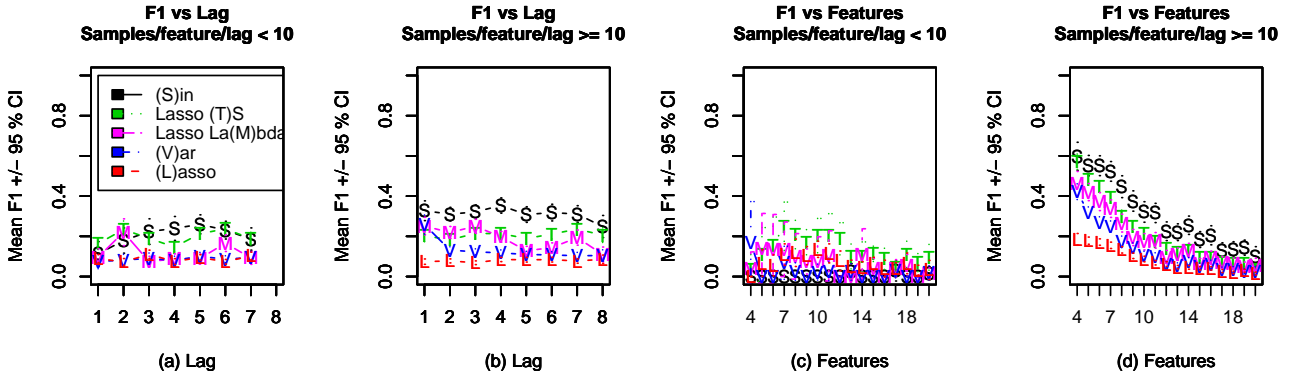 F1 vs Lag
Samples/feature/lag < 10
Mean F1 +/− 95 % CI
0.0 0.4 0.8
(S)in
Lasso (T)S
Lasso La(M)bda
(V)ar
(L)asso
1 2 3 4 5 6 7 8
(a) Lag
F1 vs Lag
Samples/feature/lag >= 10
Mean F1 +/− 95 % CI
0.0 0.4 0.8
1 2 3 4 5 6 7 8
(b) Lag
F1 vs Features
Samples/feature/lag < 10
Mean F1 +/− 95 % CI
0.0 0.4 0.8
4 7 10 14 18
(c) Features
F1 vs Features
Samples/feature/lag >= 10
Mean F1 +/− 95 % CI
0.0 0.4 0.8
4 7 10 14 18
(d) Features